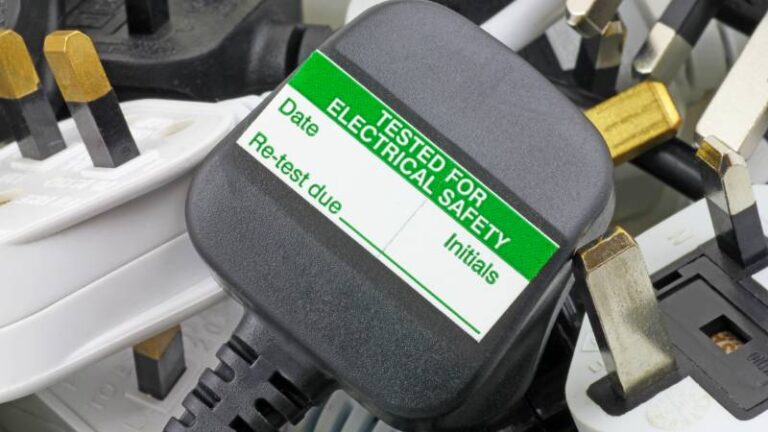 TESTED FOR
ELECTRICAL SAFETY
Date
Initials
Re-test due